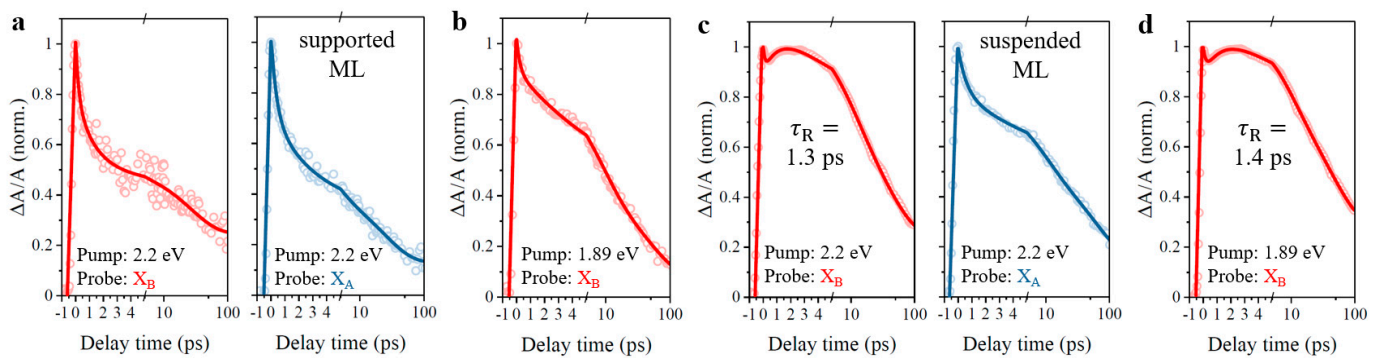 a
supported
ML
ΔA/A (norm.)
1
0.8
0.6
0.4
0.2
0
Pump: 2.2 eV
Probe: X_B
-1 0 1 2 3 4 10 100
Delay time (ps)
Pump: 2.2 eV
Probe: X_A
-1 0 1 2 3 4 10 100
Delay time (ps)
b
ΔA/A (norm.)
1
0.8
0.6
0.4
0.2
0
Pump: 1.89 eV
Probe: X_B
-1 0 1 2 3 4 10 100
Delay time (ps)
c
ΔA/A (norm.)
1
0.8
0.6
0.4
0.2
0
τ_R =
1.3 ps
Pump: 2.2 eV
Probe: X_B
-1 0 1 2 3 4 10 100
Delay time (ps)
suspended
ML
Pump: 2.2 eV
Probe: X_A
-1 0 1 2 3 4 10 100
Delay time (ps)
d
ΔA/A (norm.)
1
0.8
0.6
0.4
0.2
0
τ_R =
1.4 ps
Pump: 1.89 eV
Probe: X_B
-1 0 1 2 3 4 10 100
Delay time (ps)